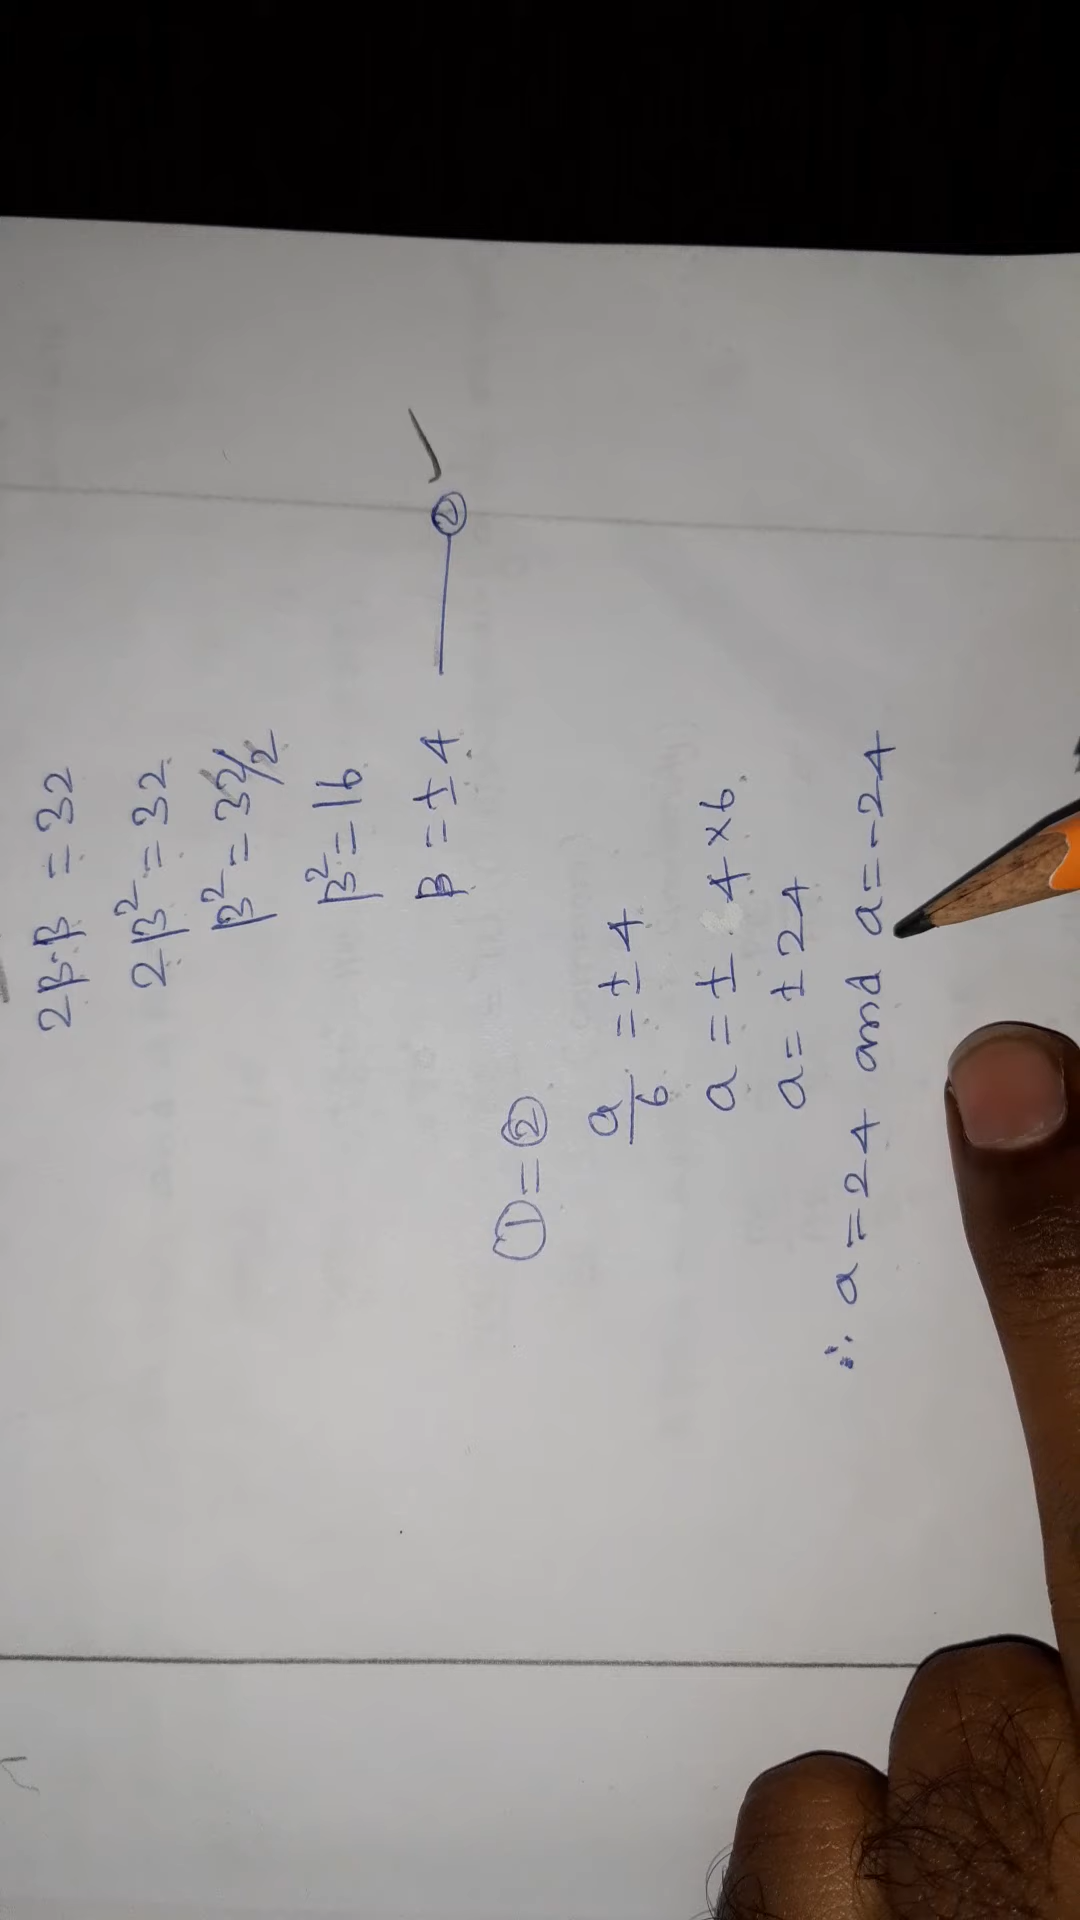 2β·β = 32
2β² = 32
β² = 32/2
β² = 16
β = ± 4 —— ②
① = ②
a/6 = ± 4
a = ± 4 × 6
a = ± 24
∴ a = 24 and a = -24